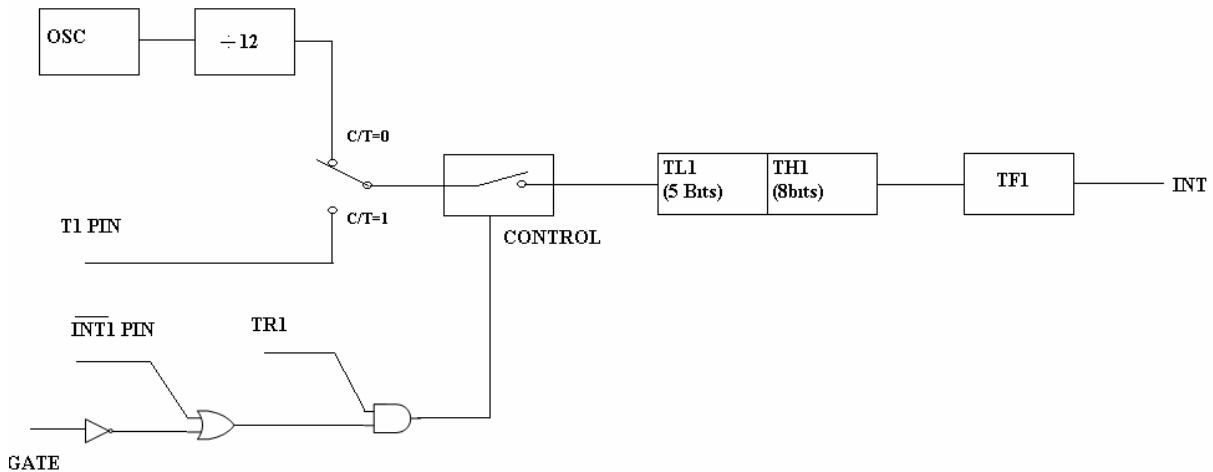 OSC
÷12
C/T=0
TL1
(5 Bits)
TH1
(8bits)
TF1
INT
C/T=1
T1 PIN
CONTROL
INT1 PIN
TR1
GATE